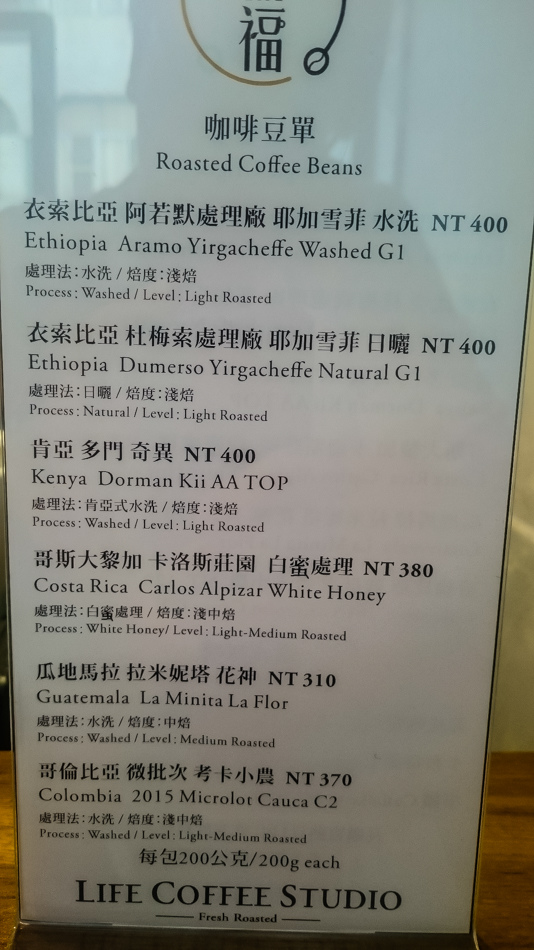 福
咖啡豆單
Roasted Coffee Beans
衣索比亞 阿若默處理廠 耶加雪菲 水洗 NT 400
Ethiopia Aramo Yirgacheffe Washed G1
處理法:水洗 / 焙度:淺焙
Process: Washed / Level: Light Roasted
衣索比亞 杜梅索處理廠 耶加雪菲 日曬 NT 400
Ethiopia Dumerso Yirgacheffe Natural G1
處理法:日曬 / 焙度:淺焙
Process: Natural / Level: Light Roasted
肯亞 多門 奇異 NT 400
Kenya Dorman Kii AA TOP
處理法:肯亞式水洗 / 焙度:淺焙
Process: Washed / Level: Light Roasted
哥斯大黎加 卡洛斯莊園 白蜜處理 NT 380
Costa Rica Carlos Alpizar White Honey
處理法:白蜜處理 / 焙度:淺中焙
Process: White Honey/ Level: Light-Medium Roasted
瓜地馬拉 拉米妮塔 花神 NT 310
Guatemala La Minita La Flor
處理法:水洗 / 焙度:中焙
Process: Washed / Level: Medium Roasted
哥倫比亞 微批次 考卡小農 NT 370
Colombia 2015 Microlot Cauca C2
處理法:水洗 / 焙度:淺中焙
Process: Washed / Level: Light-Medium Roasted
每包200公克/200g each
LIFE COFFEE STUDIO
Fresh Roasted